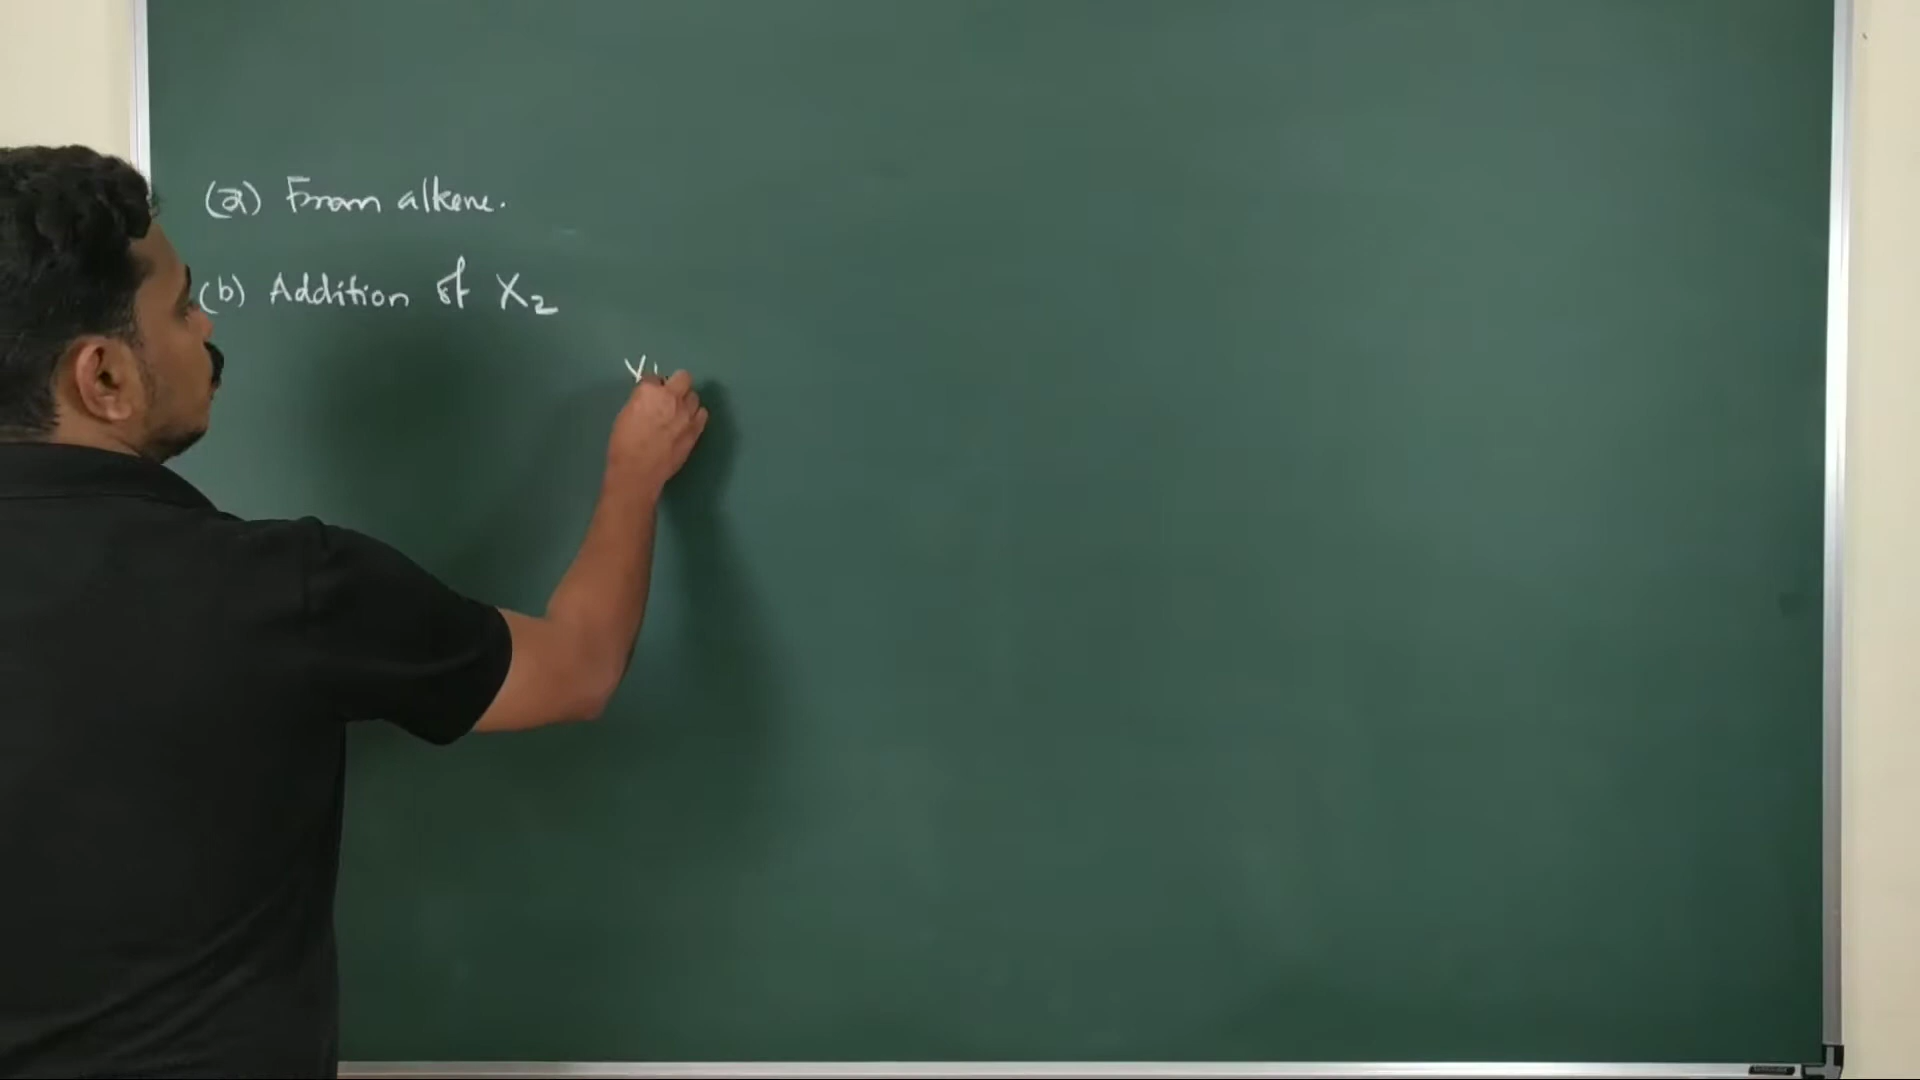 (a) From alkene.
(b) Addition of X₂